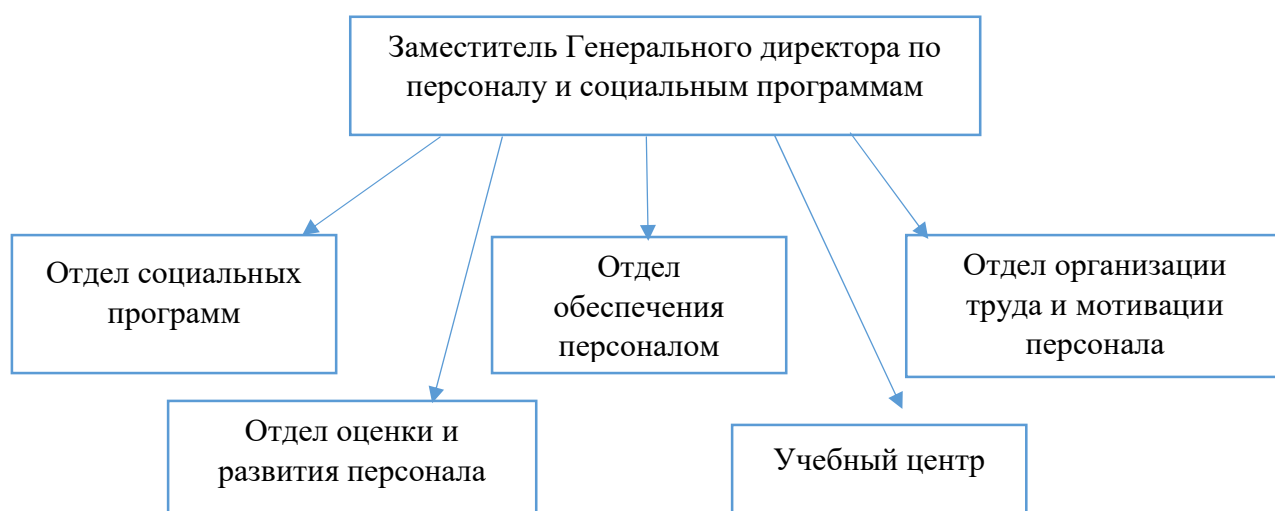 Заместитель Генерального директора по
персоналу и социальным программам
Отдел социальных
программ
Отдел
обеспечения
персоналом
Отдел организации
труда и мотивации
персонала
Отдел оценки и
развития персонала
Учебный центр